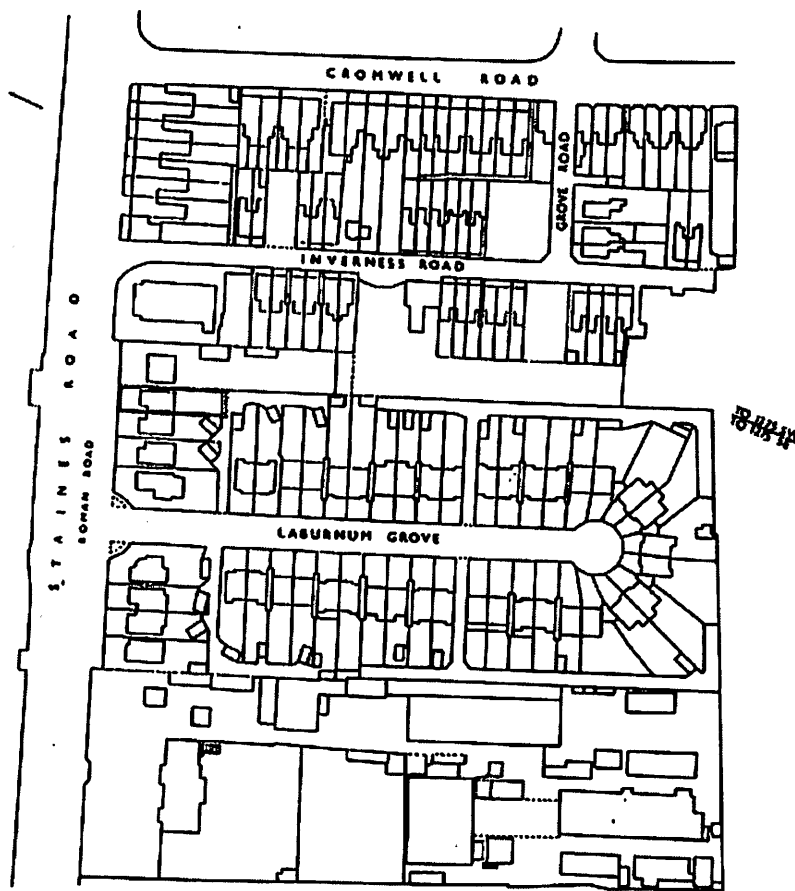 CROMWELL ROAD
GROVE ROAD
INVERNESS ROAD
STAINES ROAD
ROMAN ROAD
LABURNUM GROVE